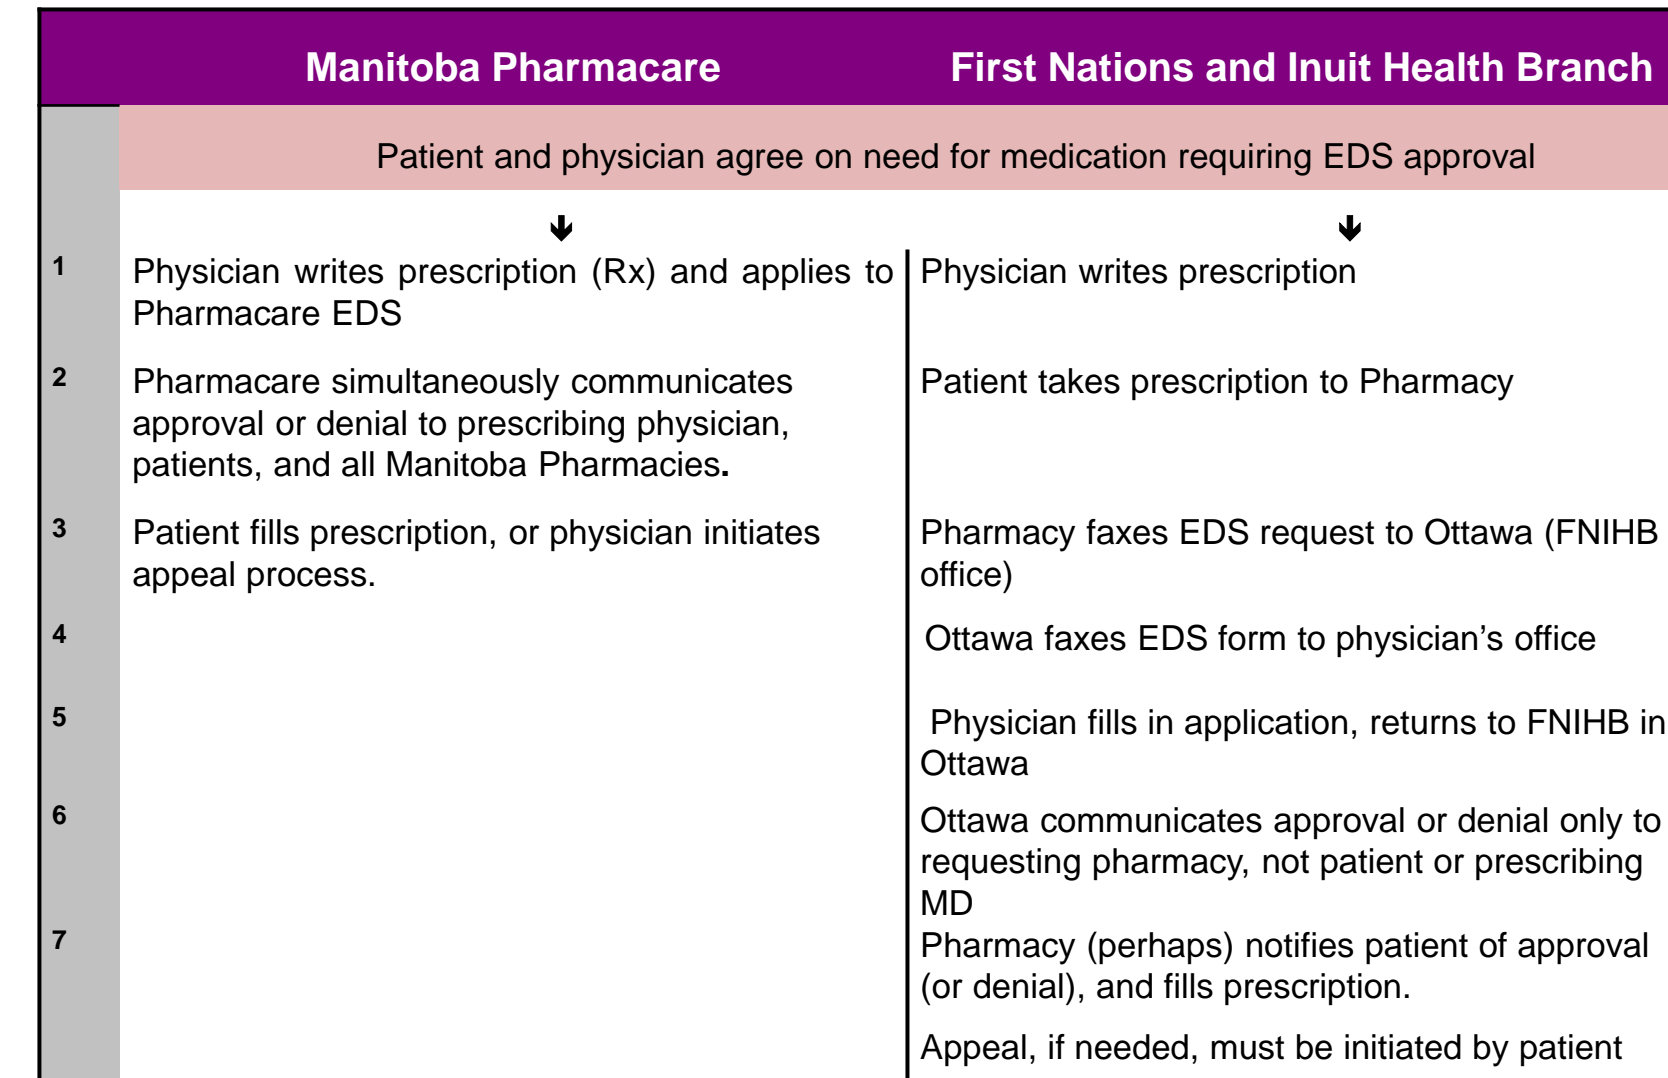 Manitoba Pharmacare First Nations and Inuit Health Branch
Patient and physician agree on need for medication requiring EDS approval
🡻 🡻
1 Physician writes prescription (Rx) and applies to Physician writes prescription
Pharmacare EDS
2 Pharmacare simultaneously communicates Patient takes prescription to Pharmacy
approval or denial to prescribing physician,
patients, and all Manitoba Pharmacies.
3 Patient fills prescription, or physician initiates Pharmacy faxes EDS request to Ottawa (FNIHB
appeal process. office)
4 Ottawa faxes EDS form to physician’s office
5 Physician fills in application, returns to FNIHB in
Ottawa
6 Ottawa communicates approval or denial only to
requesting pharmacy, not patient or prescribing
MD
7 Pharmacy (perhaps) notifies patient of approval
(or denial), and fills prescription.
Appeal, if needed, must be initiated by patient